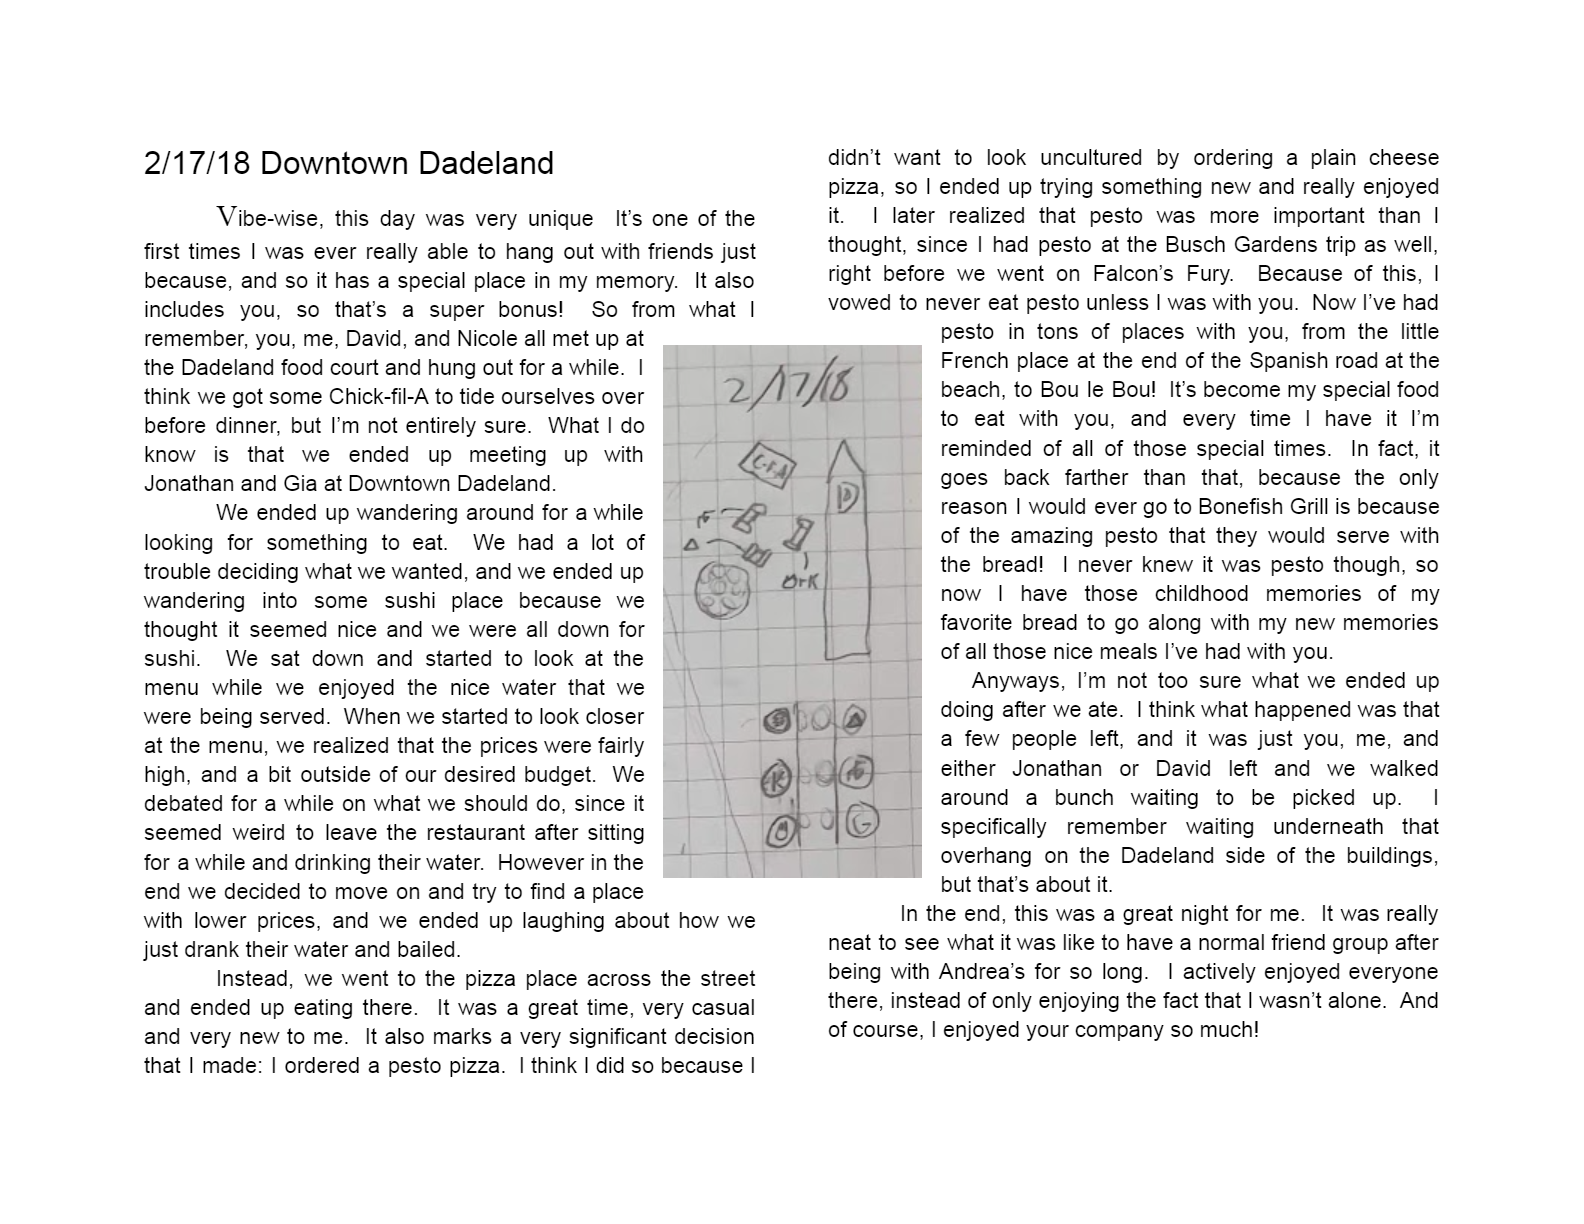 2/17/18 Downtown Dadeland
Vibe-wise, this day was very unique  It's one of the
first times I was ever really able to hang out with friends just
because, and so it has a special place in my memory.  It also
includes you, so that's a super bonus!  So from what I
remember, you, me, David, and Nicole all met up at
the Dadeland food court and hung out for a while.  I
think we got some Chick-fil-A to tide ourselves over
before dinner, but I'm not entirely sure.  What I do
know is that we ended up meeting up with
Jonathan and Gia at Downtown Dadeland.
We ended up wandering around for a while
looking for something to eat.  We had a lot of
trouble deciding what we wanted, and we ended up
wandering into some sushi place because we
thought it seemed nice and we were all down for
sushi.  We sat down and started to look at the
menu while we enjoyed the nice water that we
were being served.  When we started to look closer
at the menu, we realized that the prices were fairly
high, and a bit outside of our desired budget.  We
debated for a while on what we should do, since it
seemed weird to leave the restaurant after sitting
for a while and drinking their water.  However in the
end we decided to move on and try to find a place
with lower prices, and we ended up laughing about how we
just drank their water and bailed.
Instead, we went to the pizza place across the street
and ended up eating there.  It was a great time, very casual
and very new to me.  It also marks a very significant decision
that I made: I ordered a pesto pizza.  I think I did so because I
2/17/18
C-F-A
D
K
G
didn't want to look uncultured by ordering a plain cheese
pizza, so I ended up trying something new and really enjoyed
it.  I later realized that pesto was more important than I
thought, since I had pesto at the Busch Gardens trip as well,
right before we went on Falcon's Fury.  Because of this, I
vowed to never eat pesto unless I was with you.  Now I've had
pesto in tons of places with you, from the little
French place at the end of the Spanish road at the
beach, to Bou le Bou!  It's become my special food
to eat with you, and every time I have it I'm
reminded of all of those special times.  In fact, it
goes back farther than that, because the only
reason I would ever go to Bonefish Grill is because
of the amazing pesto that they would serve with
the bread!  I never knew it was pesto though, so
now I have those childhood memories of my
favorite bread to go along with my new memories
of all those nice meals I've had with you.
Anyways, I'm not too sure what we ended up
doing after we ate.  I think what happened was that
a few people left, and it was just you, me, and
either Jonathan or David left and we walked
around a bunch waiting to be picked up.  I
specifically remember waiting underneath that
overhang on the Dadeland side of the buildings,
but that's about it.
In the end, this was a great night for me.  It was really
neat to see what it was like to have a normal friend group after
being with Andrea's for so long.  I actively enjoyed everyone
there, instead of only enjoying the fact that I wasn't alone.  And
of course, I enjoyed your company so much!